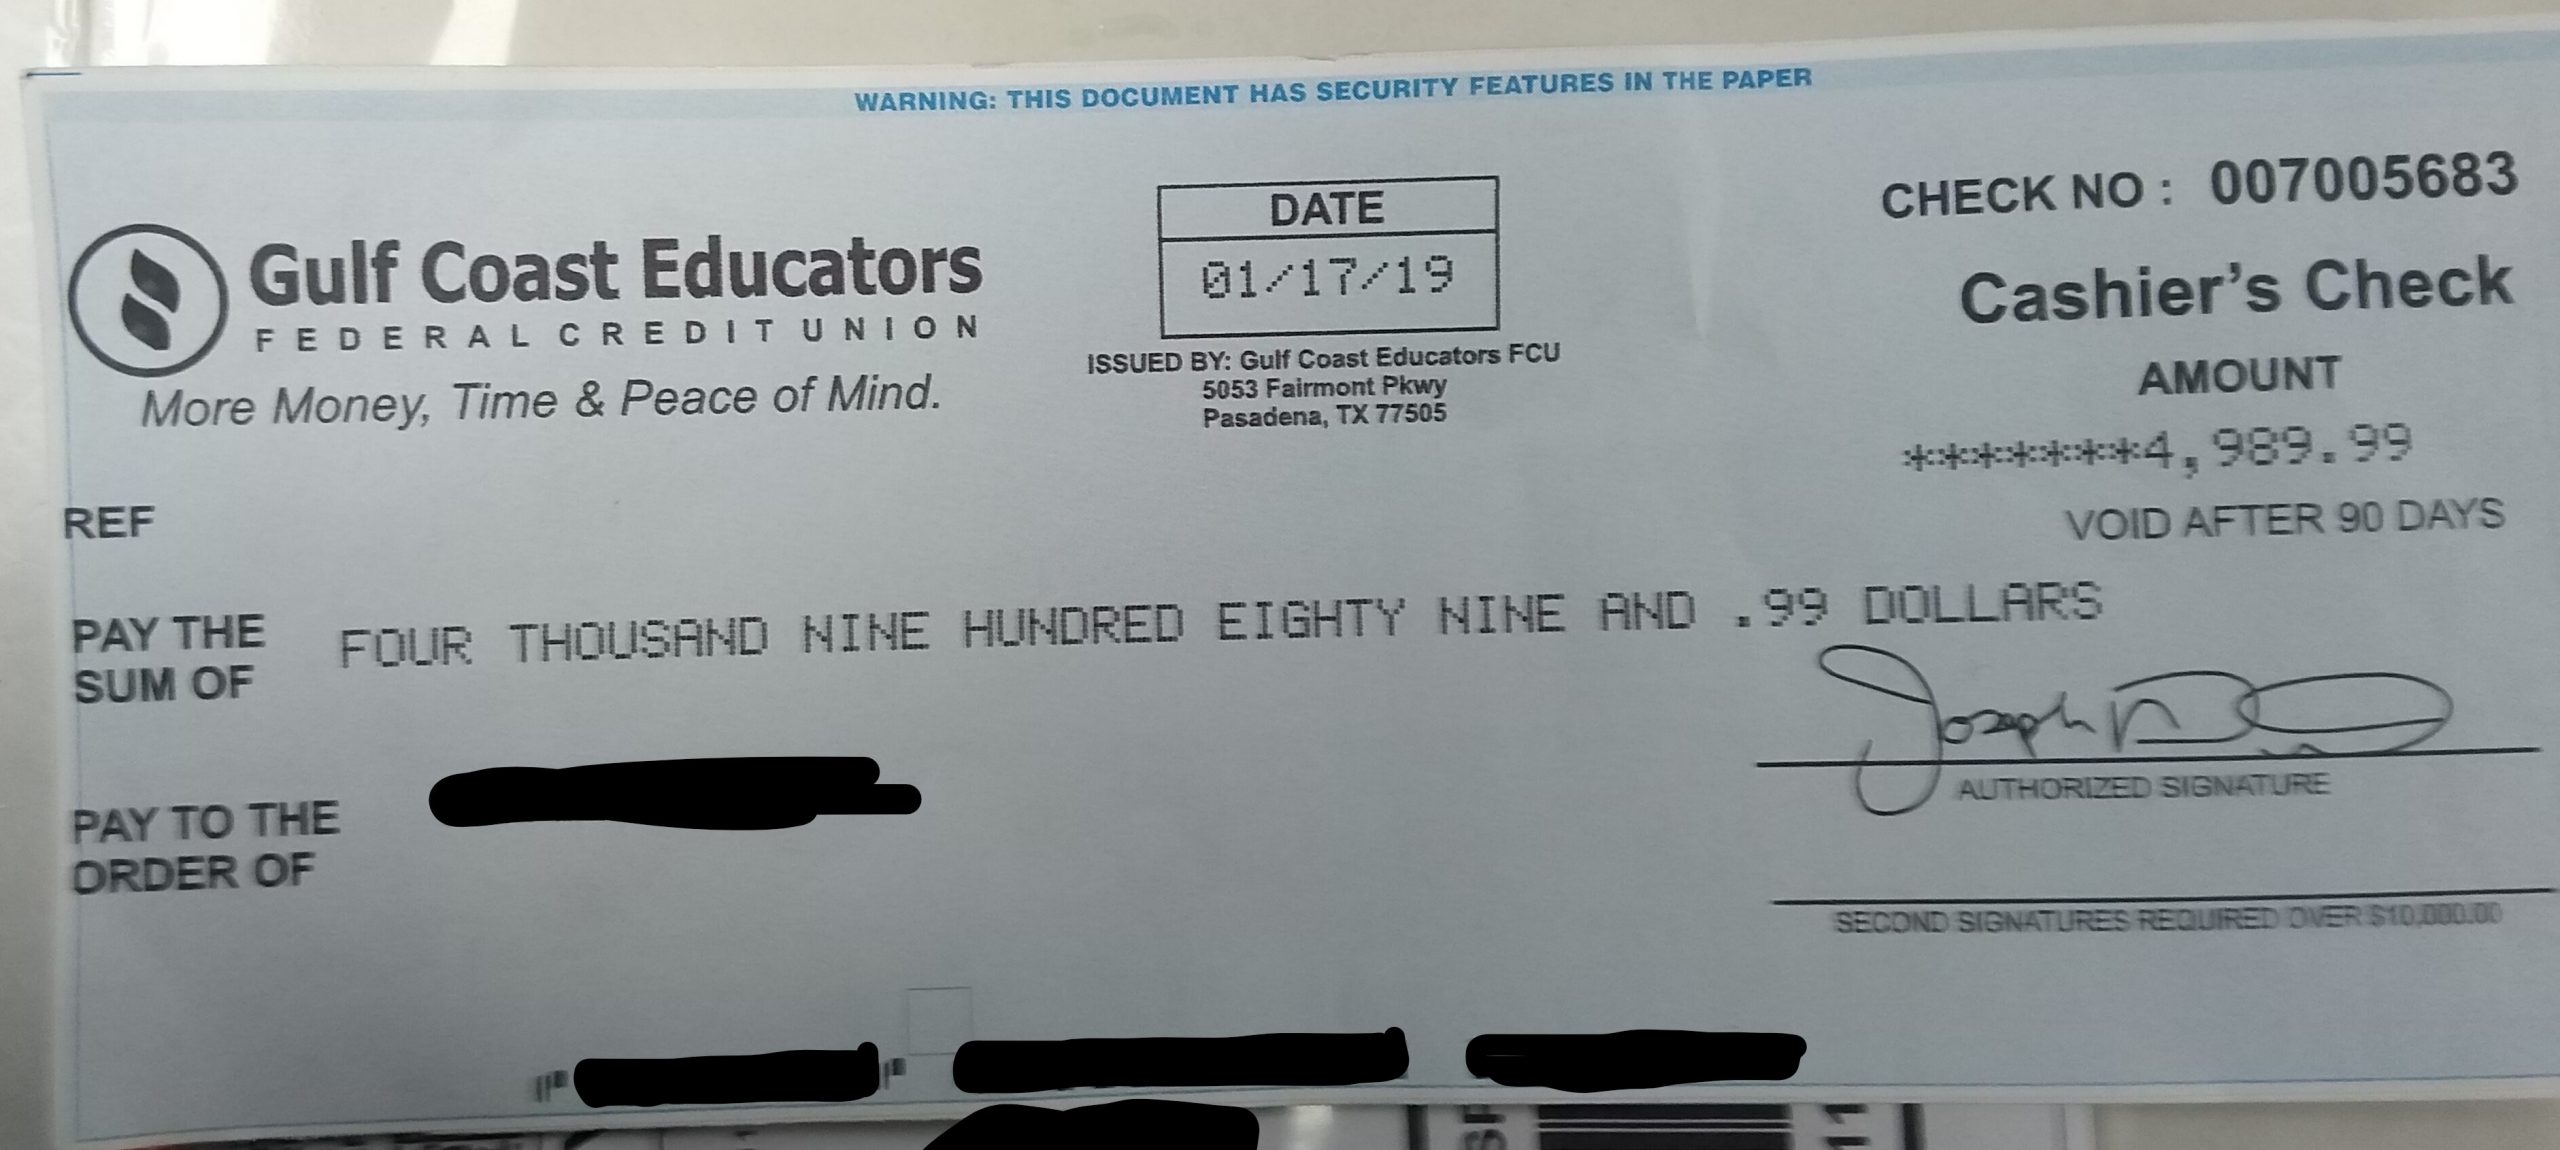 WARNING: THIS DOCUMENT HAS SECURITY FEATURES IN THE PAPER
Gulf Coast Educators
FEDERAL CREDIT UNION
More Money, Time & Peace of Mind.
DATE
01/17/19
ISSUED BY: Gulf Coast Educators FCU
5053 Fairmont Pkwy
Pasadena, TX 77505
CHECK NO : 007005683
Cashier's Check
AMOUNT
*******4,989.99
VOID AFTER 90 DAYS
REF
PAY THE
SUM OF
FOUR THOUSAND NINE HUNDRED EIGHTY NINE AND .99 DOLLARS
Joseph
AUTHORIZED SIGNATURE
PAY TO THE
ORDER OF
SECOND SIGNATURES REQUIRED OVER $10,000.00